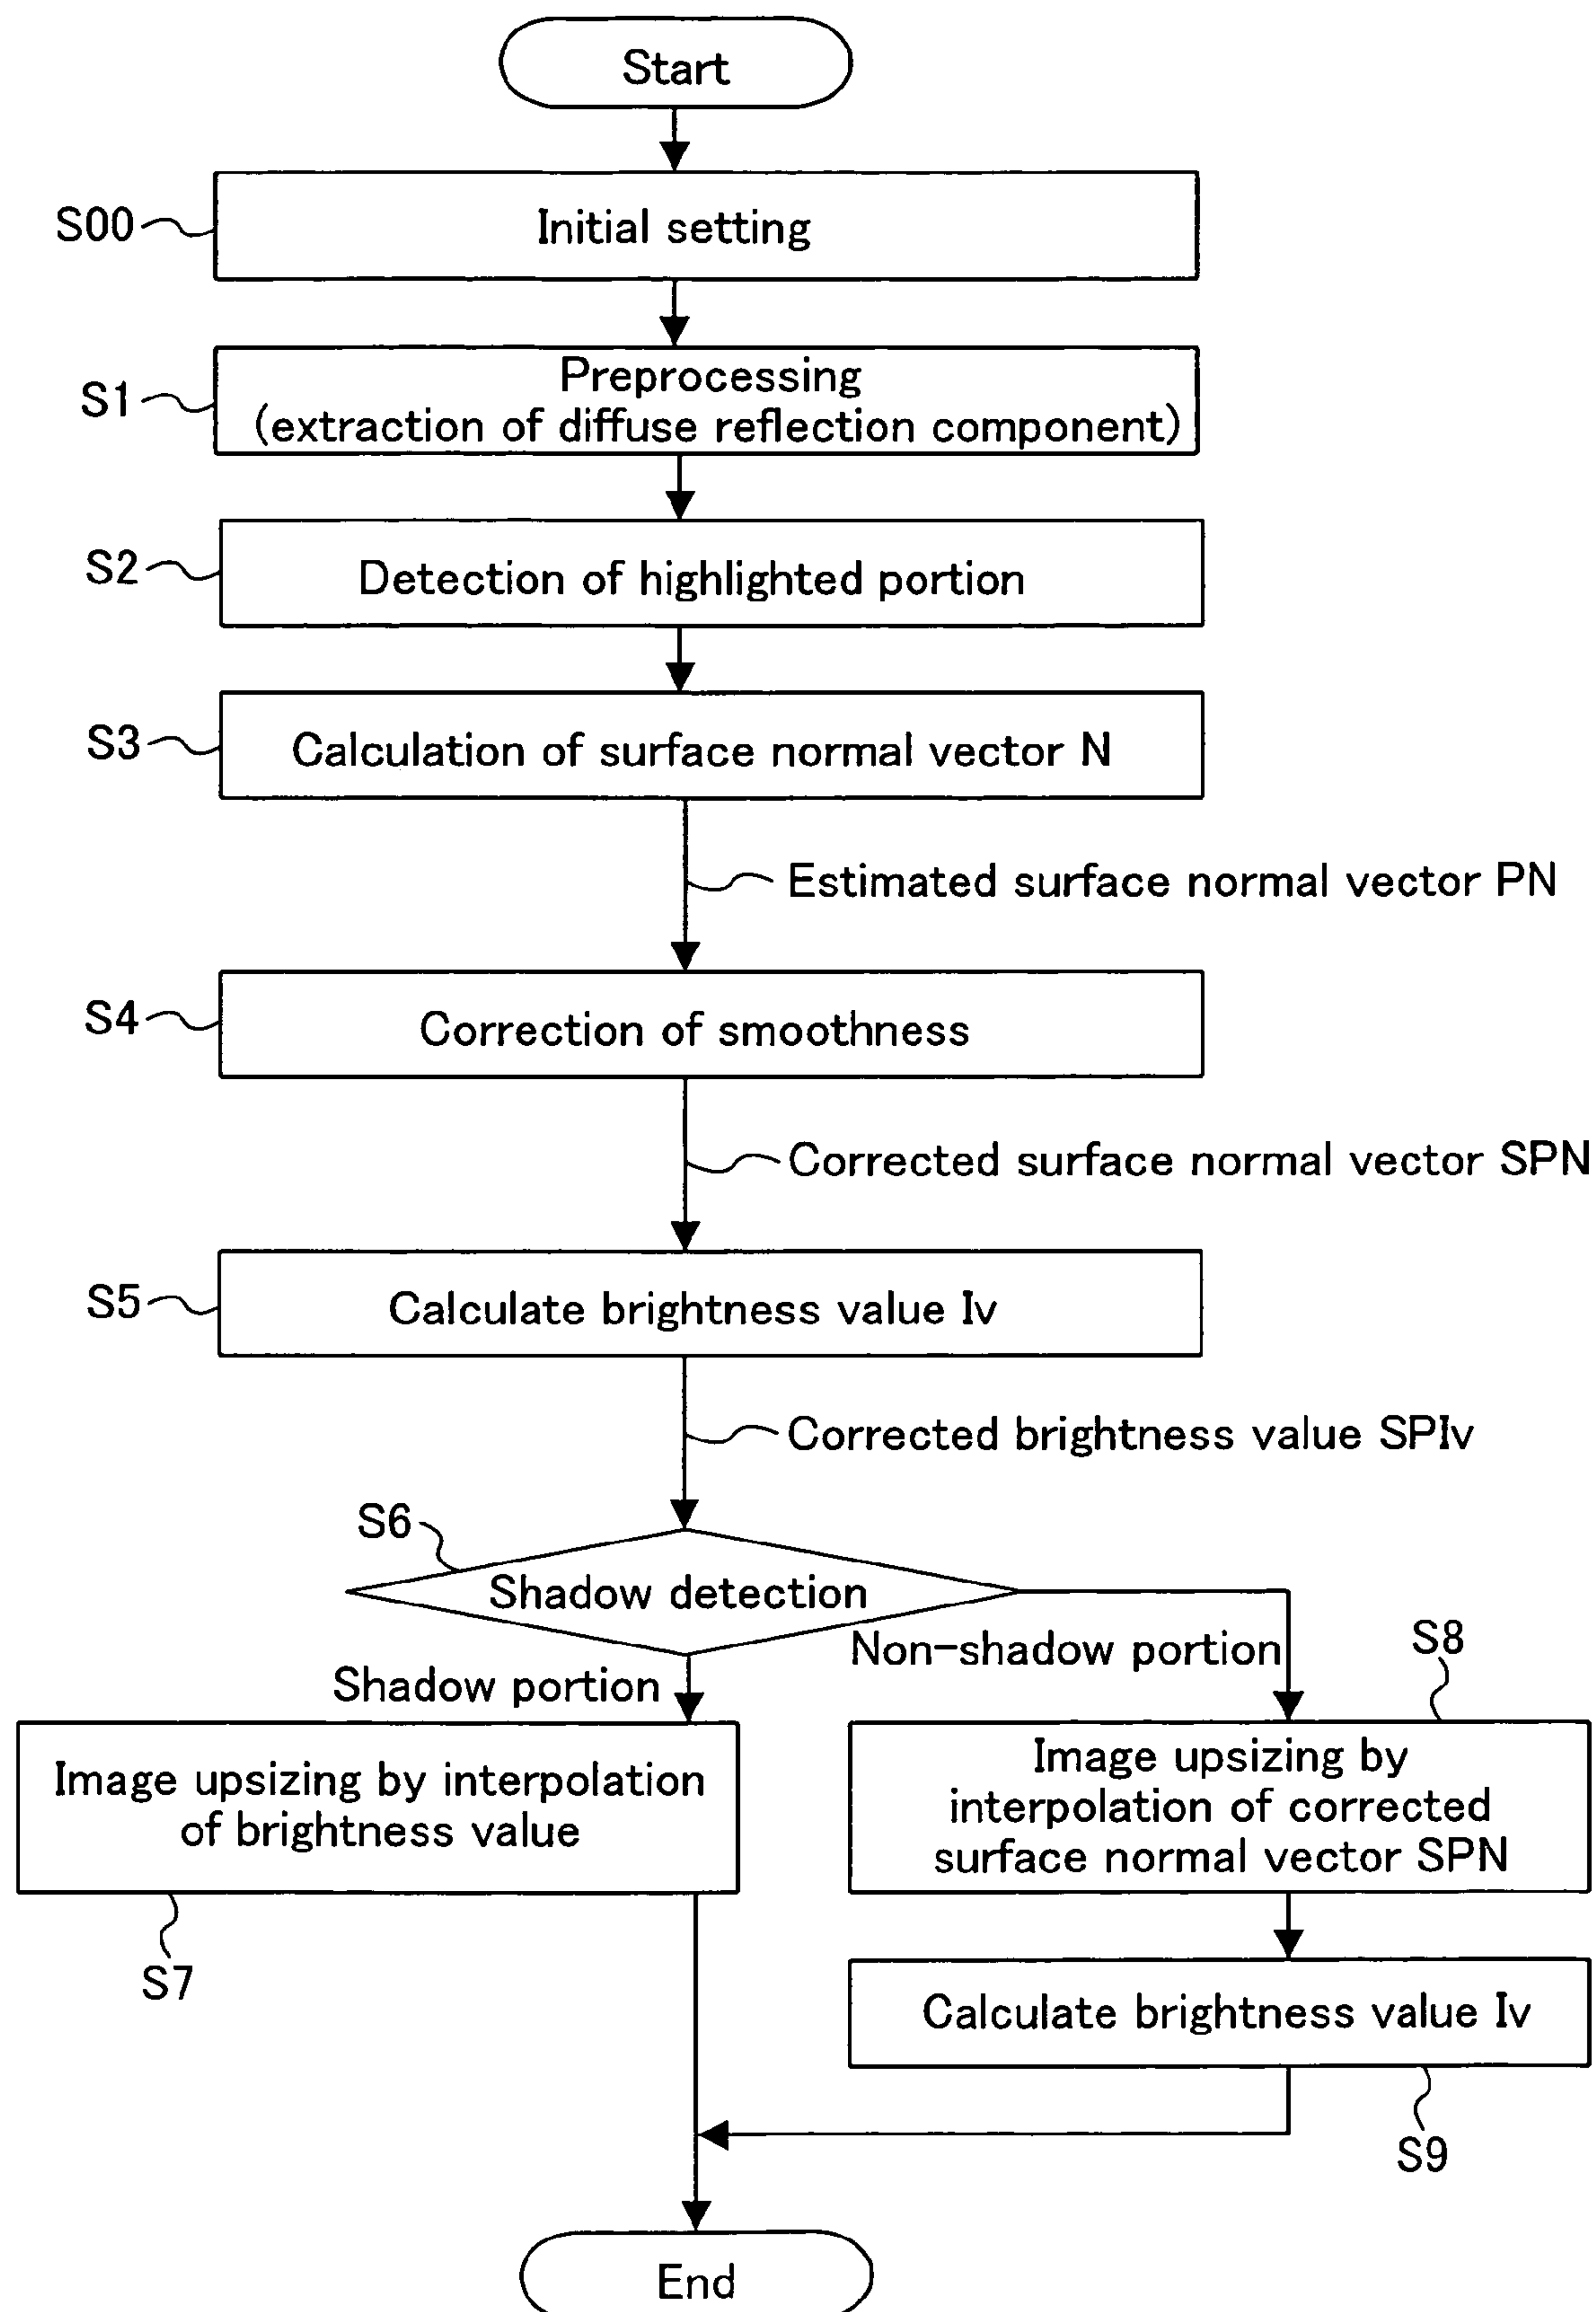 Start
S00
Initial setting
S1
Preprocessing
(extraction of diffuse reflection component)
S2
Detection of highlighted portion
S3
Calculation of surface normal vector N
Estimated surface normal vector PN
S4
Correction of smoothness
Corrected surface normal vector SPN
S5
Calculate brightness value Iv
Corrected brightness value SPIv
S6
Shadow detection
Non-shadow portion
S8
Shadow portion
Image upsizing by interpolation
of brightness value
S7
Image upsizing by
interpolation of corrected
surface normal vector SPN
Calculate brightness value Iv
S9
End